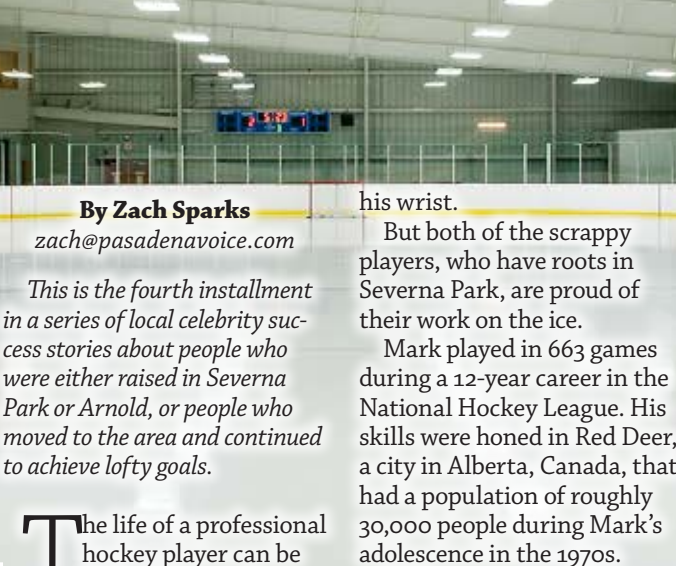 By Zach Sparks
zach@pasadenavoice.com
This is the fourth installment
in a series of local celebrity suc-
cess stories about people who
were either raised in Severna
Park or Arnold, or people who
moved to the area and continued
to achieve lofty goals.
The life of a professional
hockey player can be
his wrist.
But both of the scrappy
players, who have roots in
Severna Park, are proud of
their work on the ice.
Mark played in 663 games
during a 12-year career in the
National Hockey League. His
skills were honed in Red Deer,
a city in Alberta, Canada, that
had a population of roughly
30,000 people during Mark’s
adolescence in the 1970s.